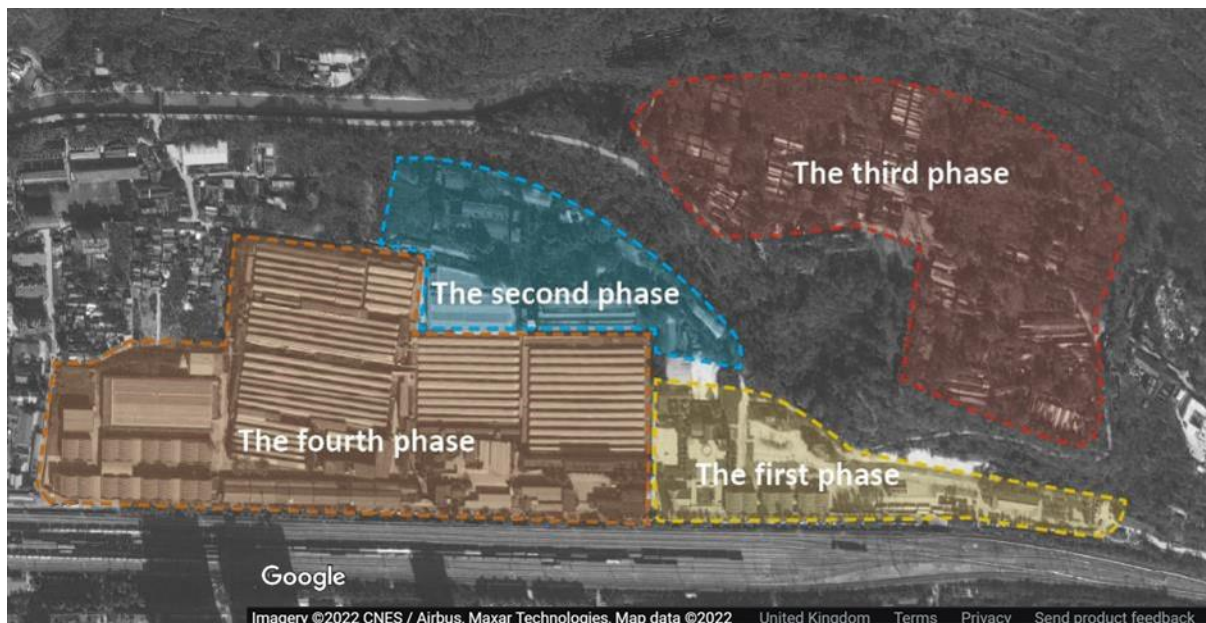 The third phase
The second phase
The fourth phase
The first phase
Google
Imagery ©2022 CNES / Airbus, Maxar Technologies, Map data ©2022 United Kingdom Terms Privacy Send product feedback